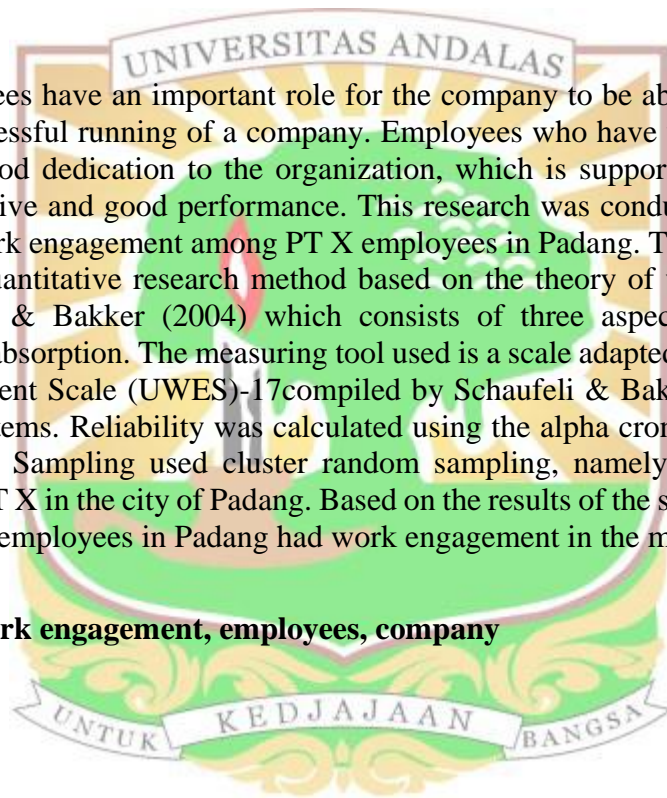 UNIVERSITAS ANDALAS
ees have an important role for the company to be ab
essful running of a company. Employees who have
od dedication to the organization, which is suppor
ive and good performance. This research was condu
rk engagement among PT X employees in Padang. T
uantitative research method based on the theory of
& Bakker (2004) which consists of three aspec
absorption. The measuring tool used is a scale adapted
ent Scale (UWES)-17compiled by Schaufeli & Bak
tems. Reliability was calculated using the alpha cron
Sampling used cluster random sampling, namely
T X in the city of Padang. Based on the results of the s
employees in Padang had work engagement in the m
rk engagement, employees, company
UNTUK KEDJAJAAN BANGSA